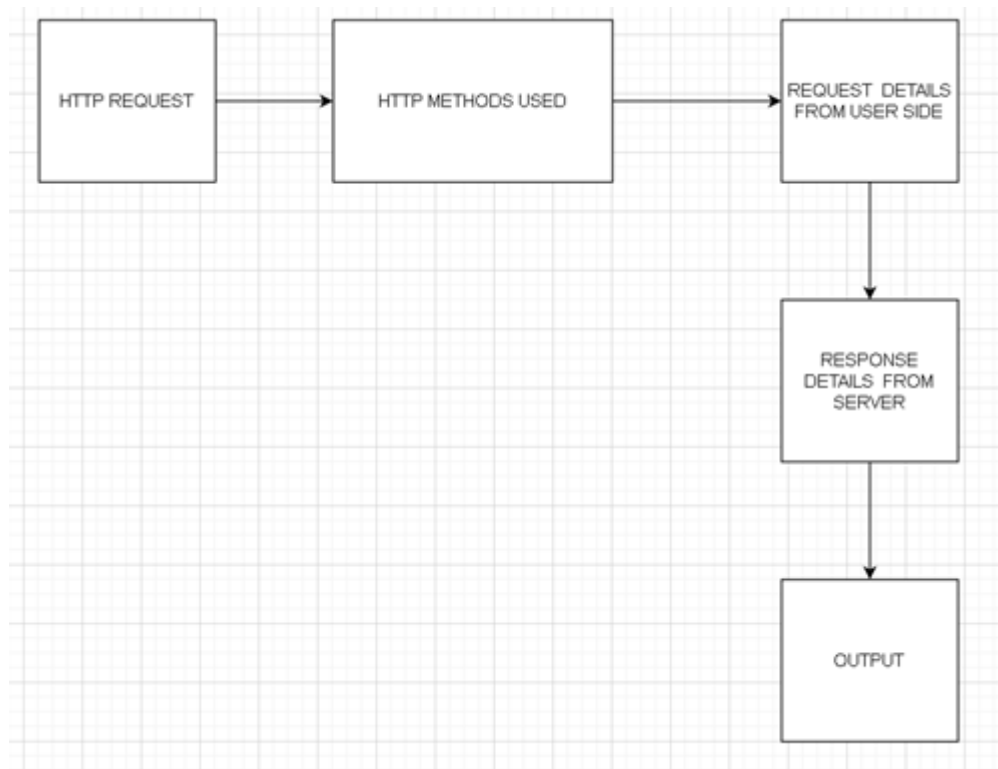 HTTP REQUEST
HTTP METHODS USED
REQUEST DETAILS
FROM USER SIDE
RESPONSE
DETAILS FROM
SERVER
OUTPUT